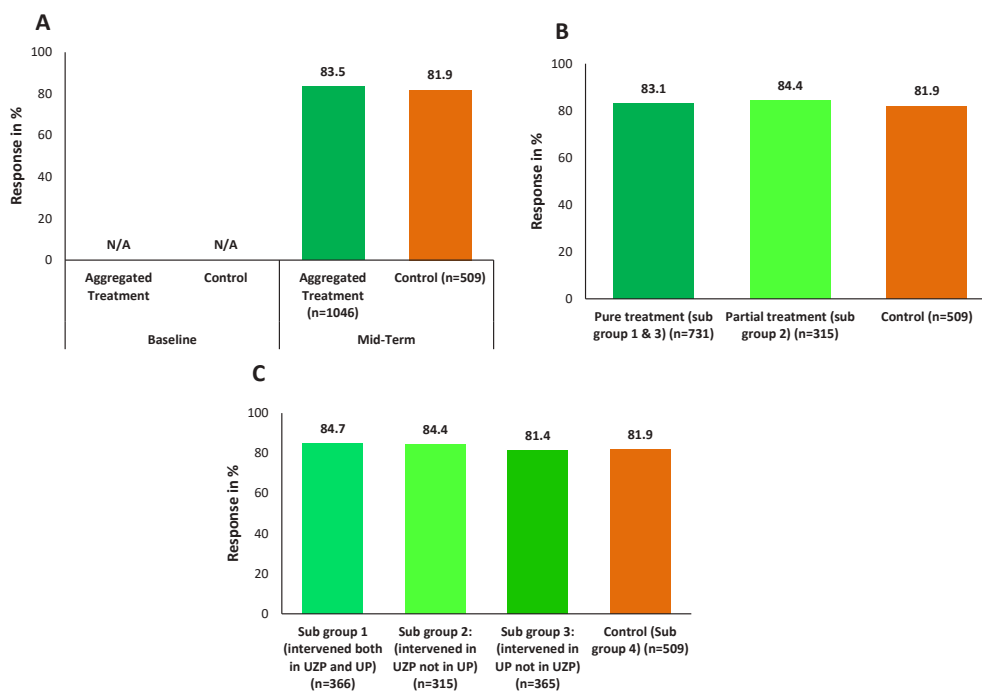 A
Response in %
100
80
60
40
20
0
N/A
N/A
83.5
81.9
Aggregated
Treatment
Control
Aggregated
Treatment
(n=1046)
Control (n=509)
Baseline
Mid-Term
B
Response in %
100
80
60
40
20
0
83.1
84.4
81.9
Pure treatment (sub
group 1 & 3) (n=731)
Partial treatment (sub
group 2) (n=315)
Control (n=509)
C
Response in %
100
80
60
40
20
0
84.7
84.4
81.4
81.9
Sub group 1
(intervened both
in UZP and UP)
(n=366)
Sub group 2:
(intervened in
UZP not in UP)
(n=315)
Sub group 3:
(intervened in
UP not in UZP)
(n=365)
Control (Sub
group 4) (n=509)